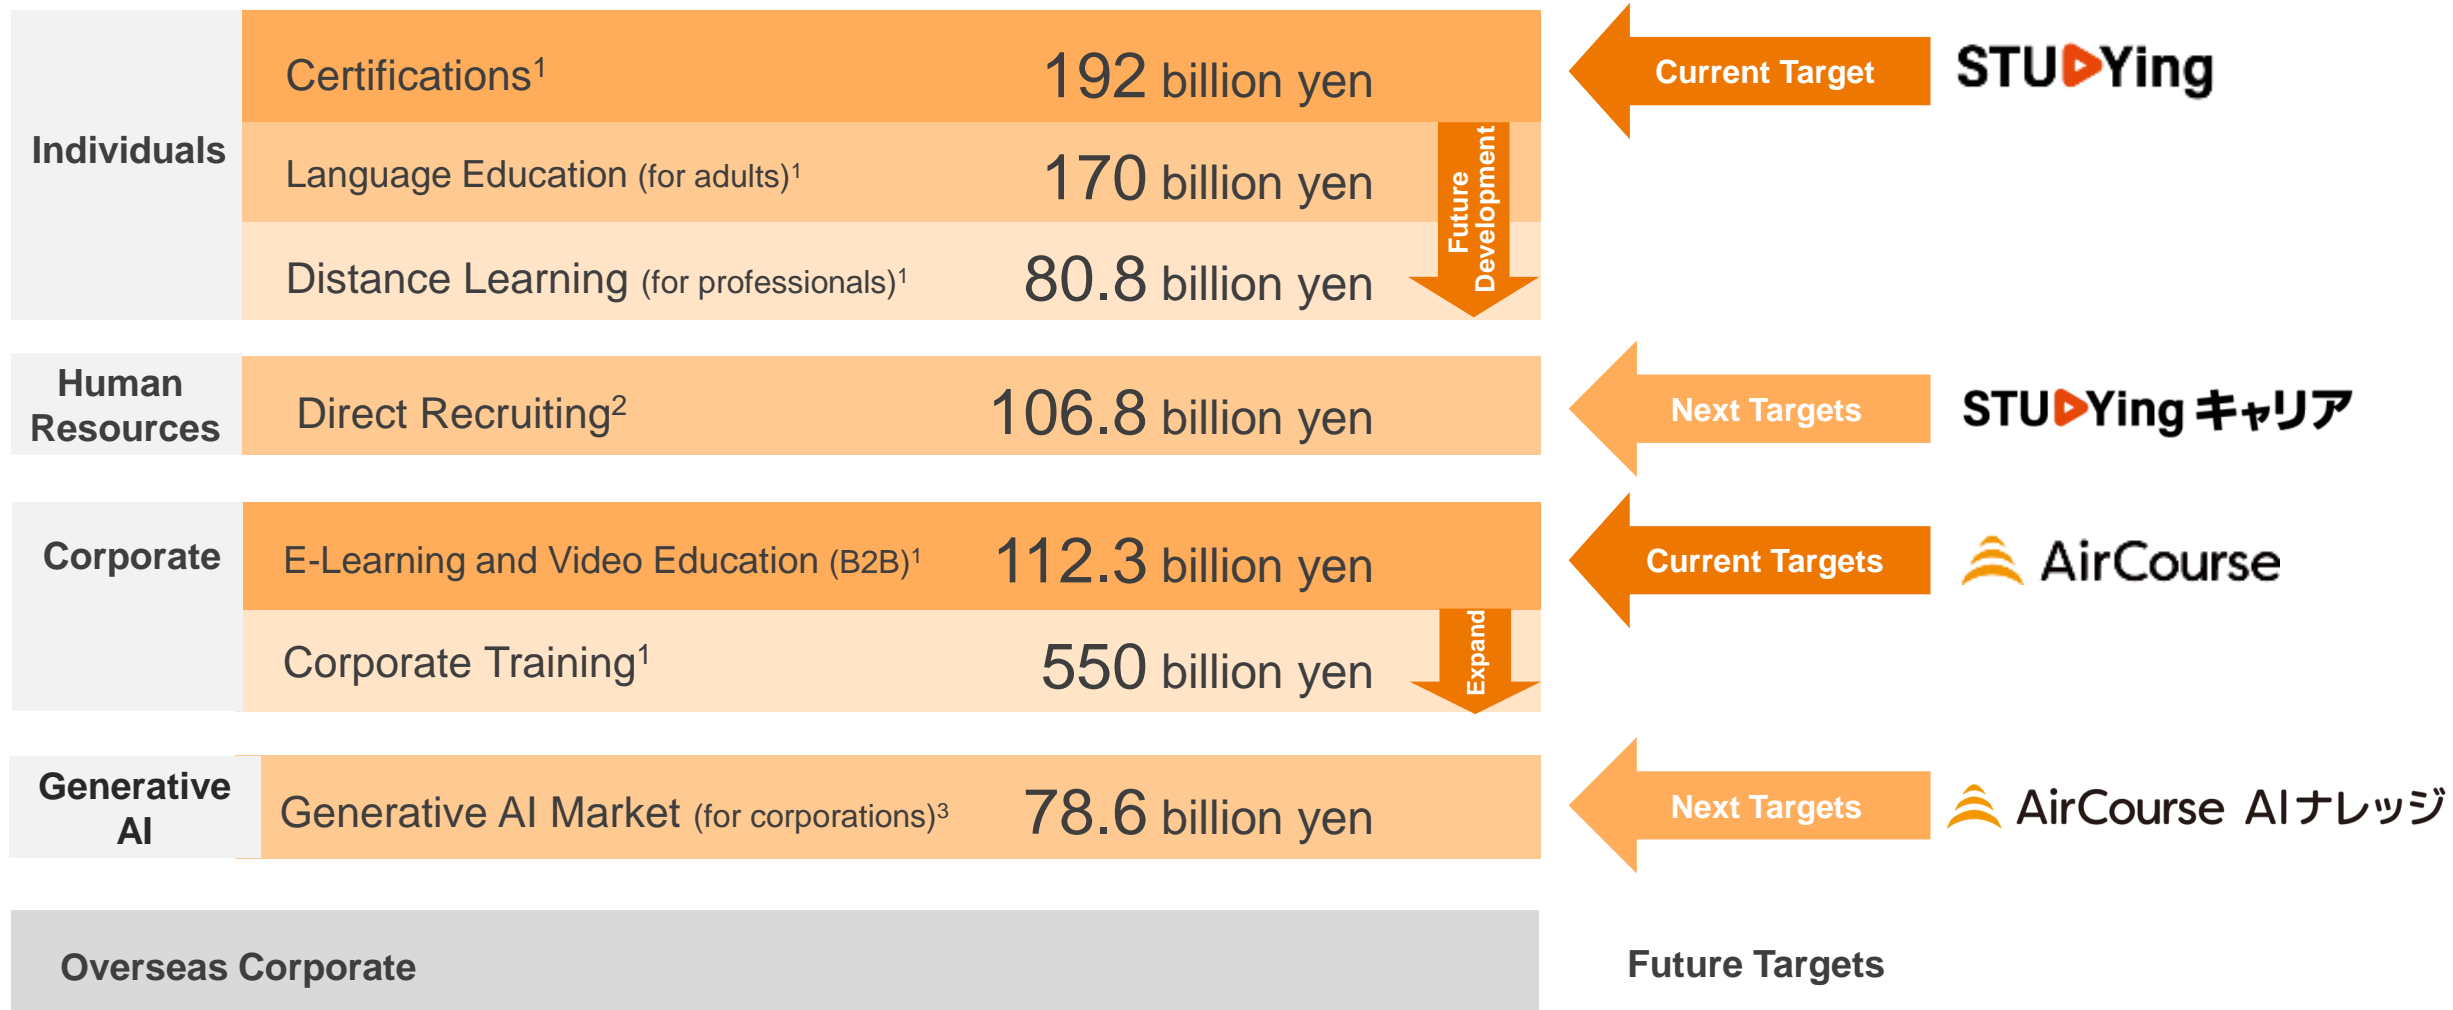 Individuals
Certifications1
192 billion yen
Current Target
STUDYing
Language Education (for adults)1
170 billion yen
Future
Development
Distance Learning (for professionals)1
80.8 billion yen
Human
Resources
Direct Recruiting2
106.8 billion yen
Next Targets
STUDYing キャリア
Corporate
E-Learning and Video Education (B2B)1
112.3 billion yen
Current Targets
AirCourse
Corporate Training1
550 billion yen
Expand
Generative
AI
Generative AI Market (for corporations)3
78.6 billion yen
Next Targets
AirCourse AIナレッジ
Overseas Corporate
Future Targets